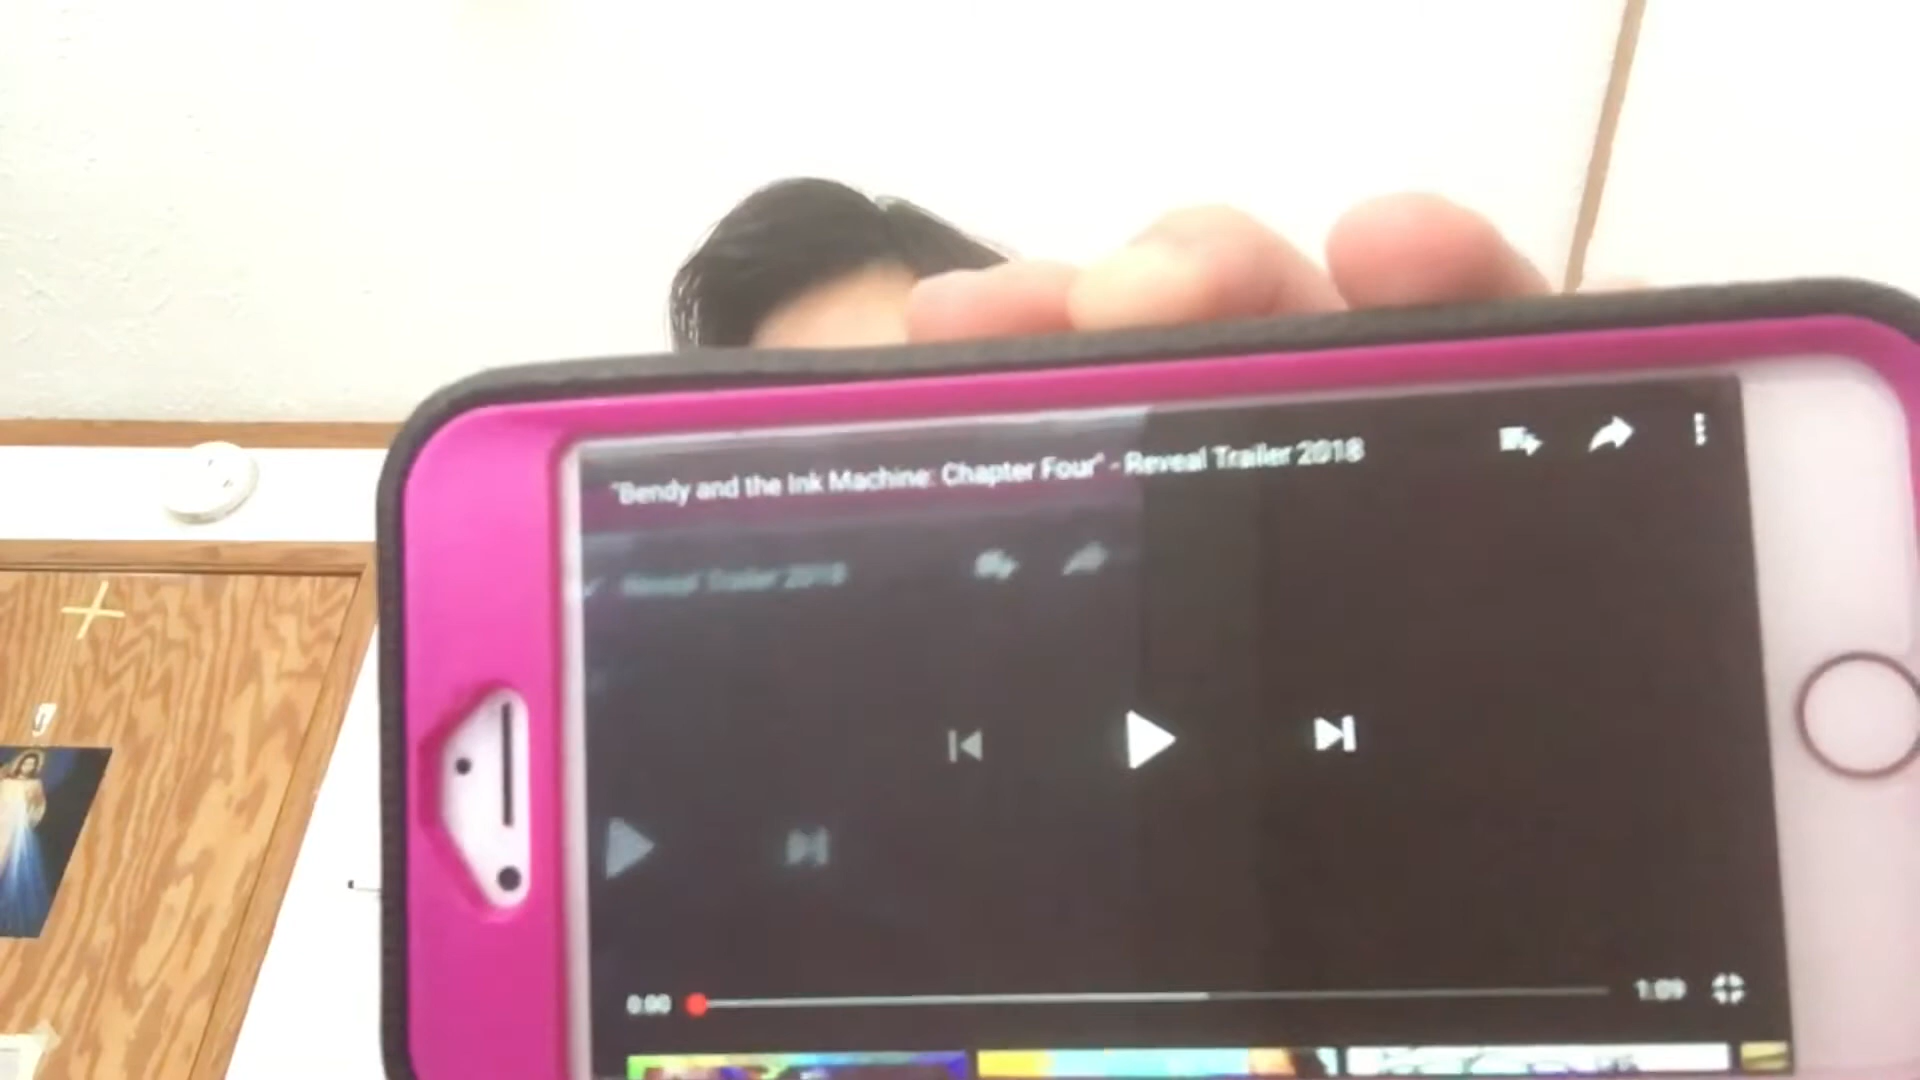 "Bendy and the Ink Machine: Chapter Four" - Reveal Trailer 2018
Reveal Trailer 2018
0:00
1:09